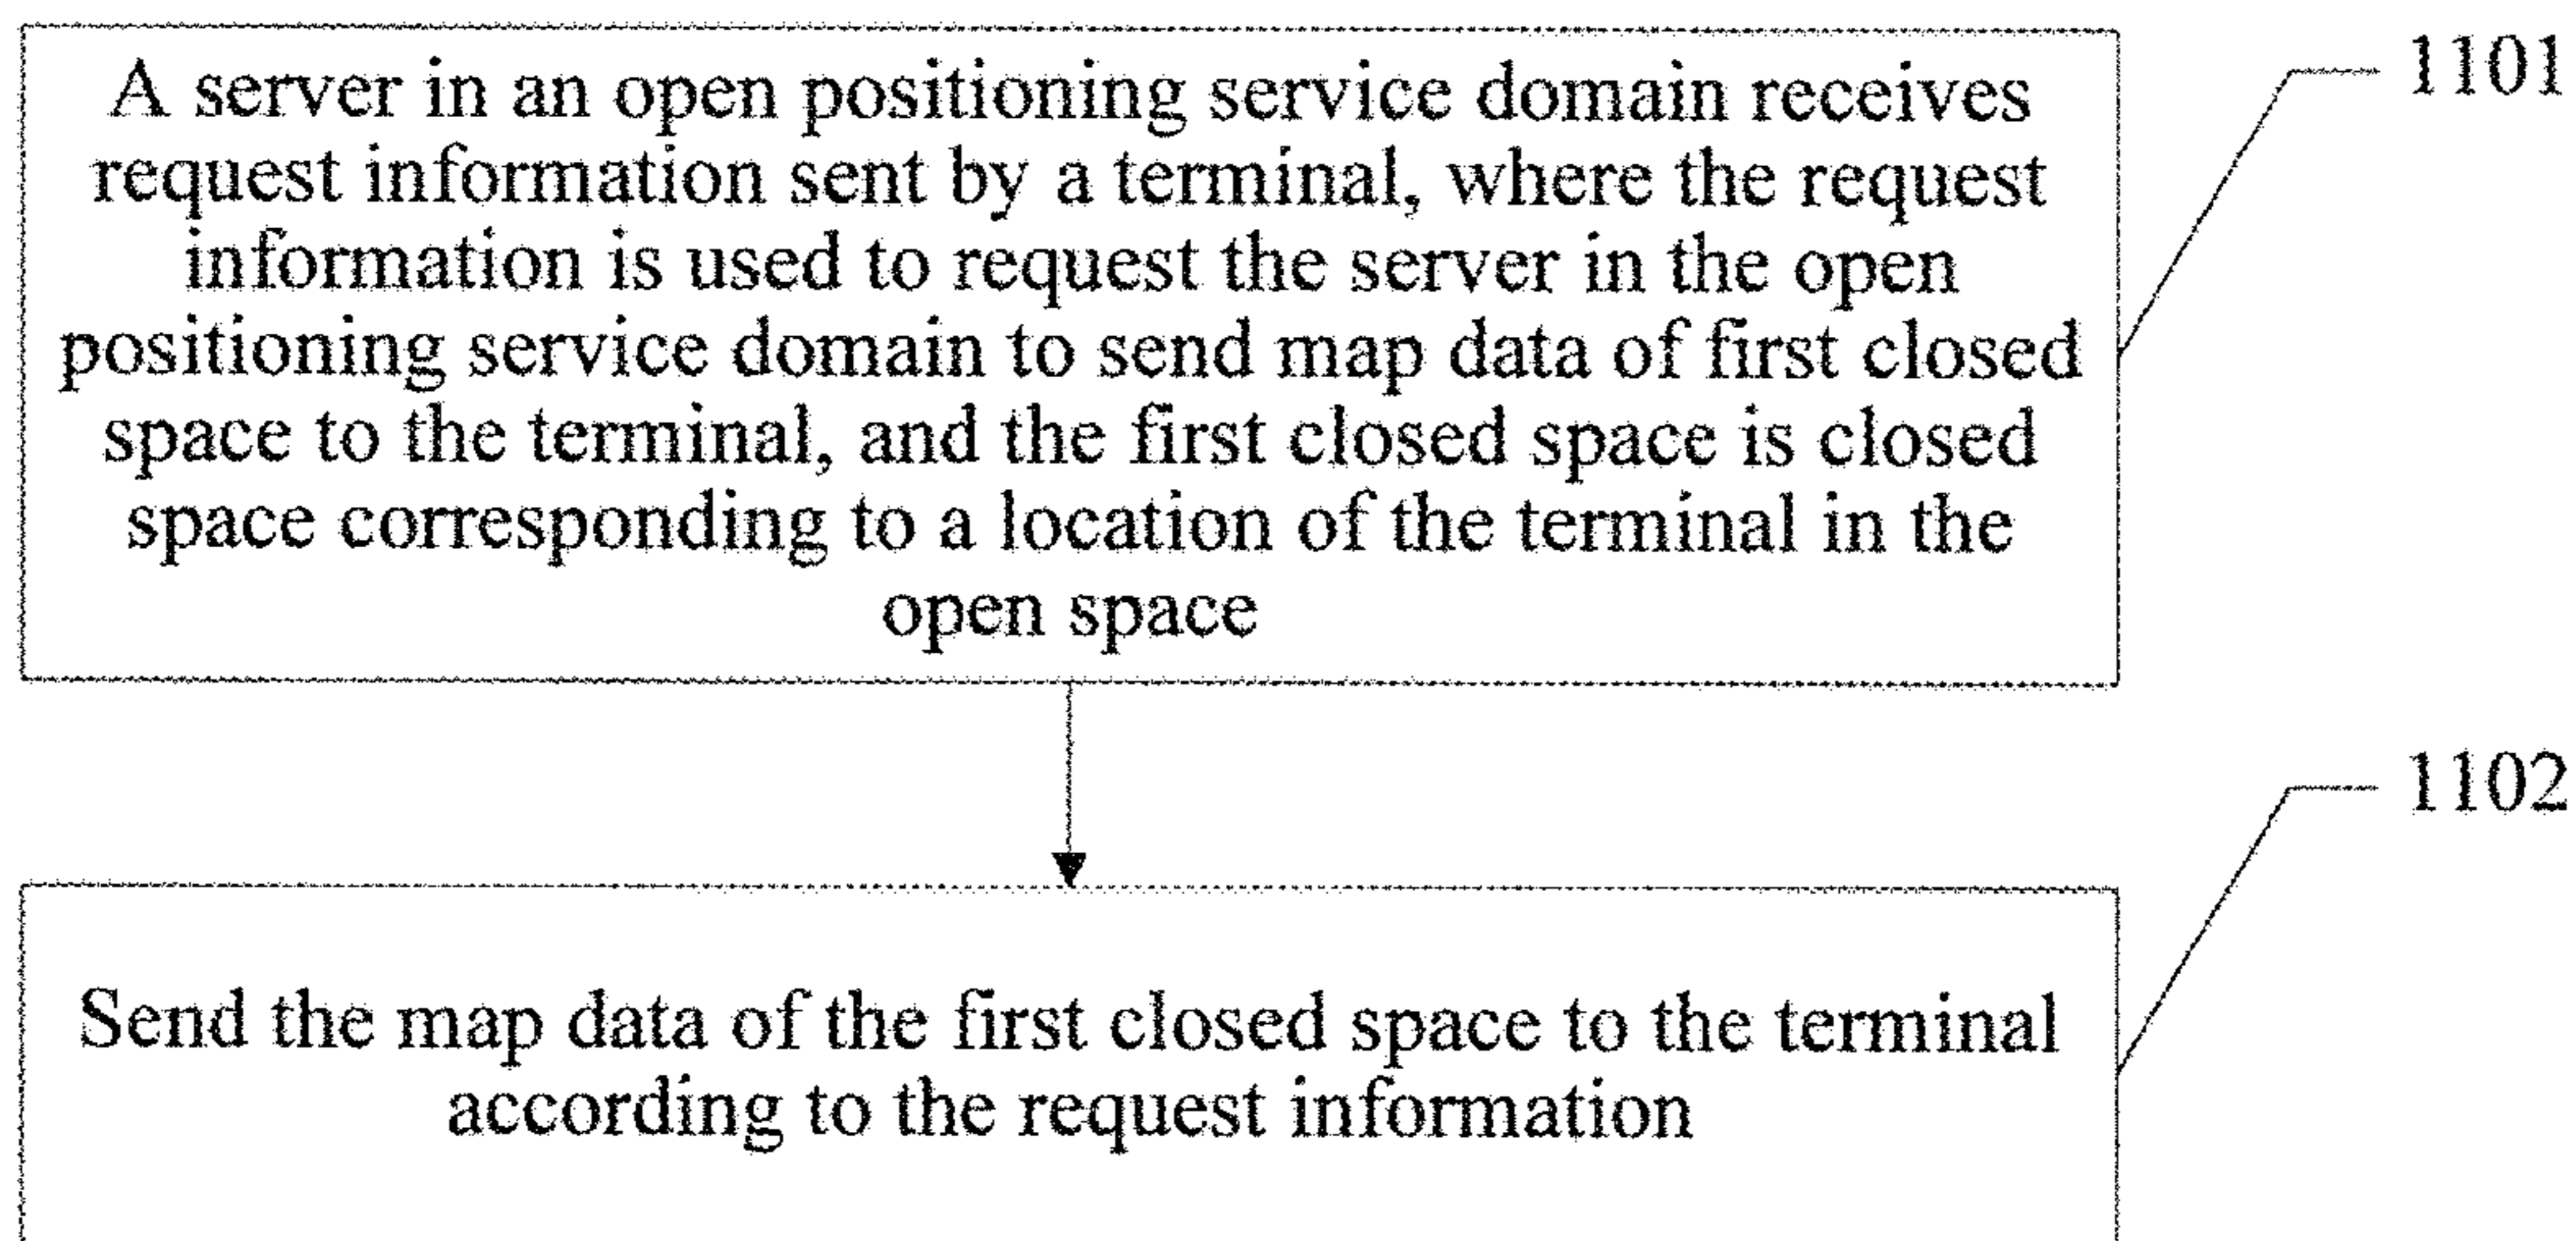 A server in an open positioning service domain receives
request information sent by a terminal, where the request
information is used to request the server in the open
positioning service domain to send map data of first closed
space to the terminal, and the first closed space is closed
space corresponding to a location of the terminal in the
open space
1101
Send the map data of the first closed space to the terminal
according to the request information
1102